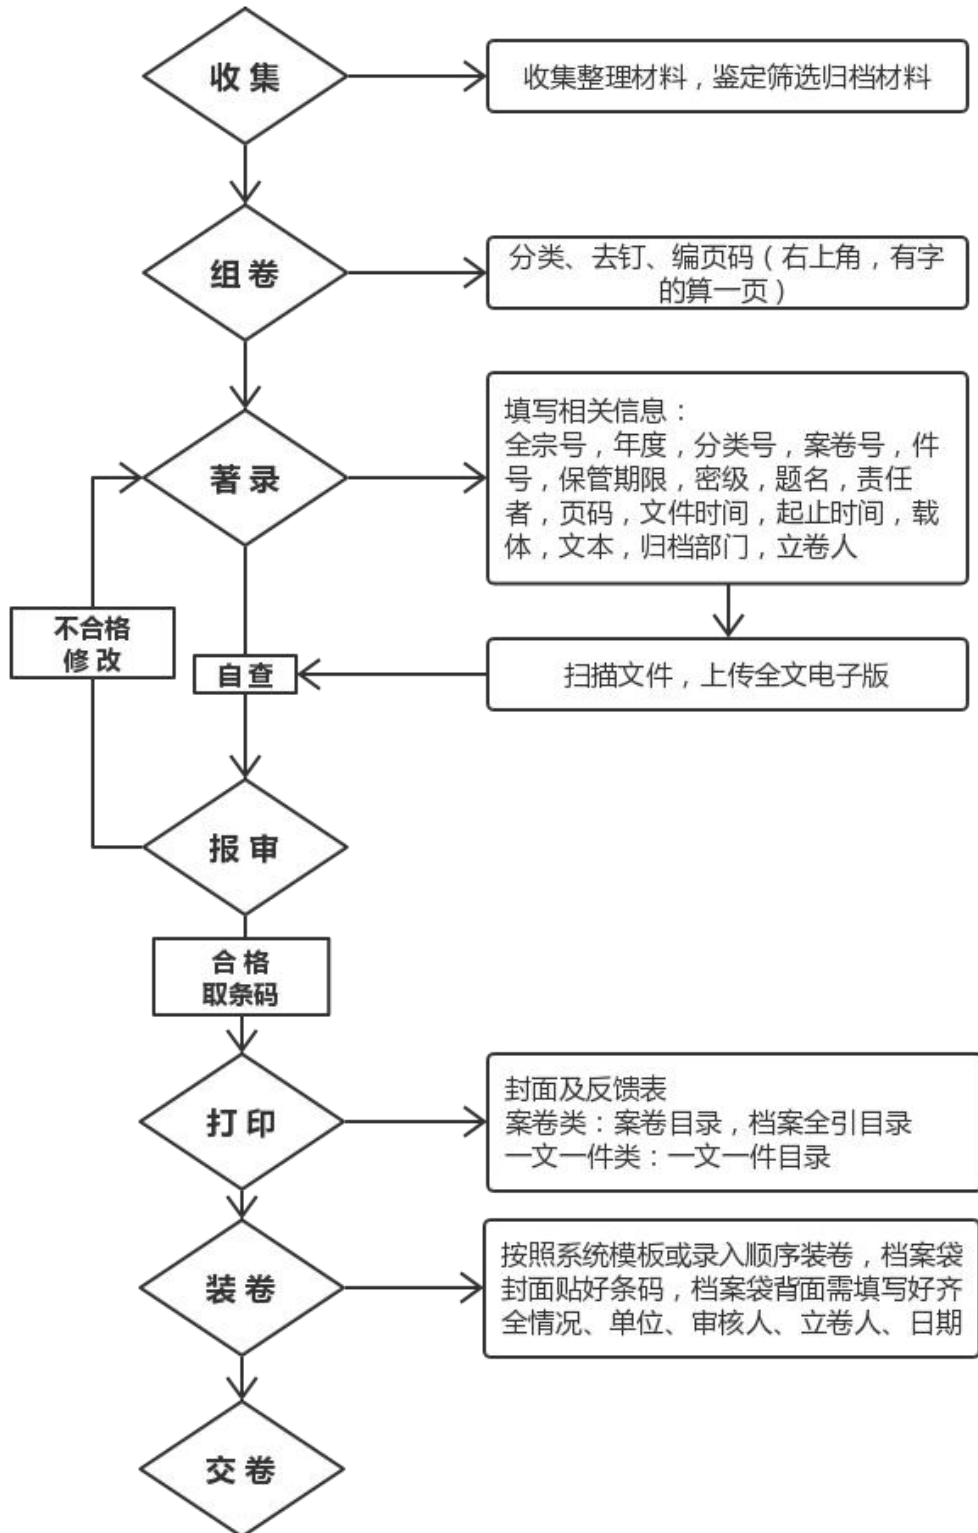 收集
收集整理材料，鉴定筛选归档材料
组卷
分类、去钉、编页码（右上角，有字
的算一页）
著录
填写相关信息：
全宗号，年度，分类号，案卷号，件
号，保管期限，密级，题名，责任
者，页码，文件时间，起止时间，载
体，文本，归档部门，立卷人
不合格
修改
自查
扫描文件，上传全文电子版
报审
合格
取条码
打印
封面及反馈表
案卷类：案卷目录，档案全引目录
一文一件类：一文一件目录
装卷
按照系统模板或录入顺序装卷，档案袋
封面贴好条码，档案袋背面需填写好齐
全情况、单位、审核人、立卷人、日期
交卷